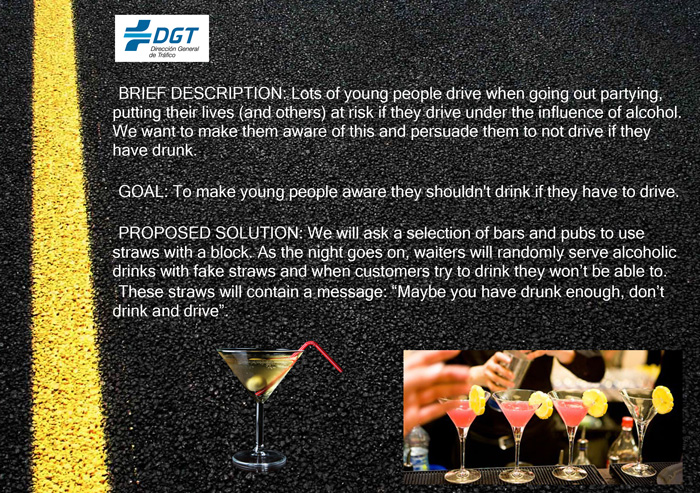 DGT
Dirección General
de Tráfico
BRIEF DESCRIPTION: Lots of young people drive when going out partying,
putting their lives (and others) at risk if they drive under the influence of alcohol.
We want to make them aware of this and persuade them to not drive if they
have drunk.
GOAL: To make young people aware they shouldn't drink if they have to drive.
PROPOSED SOLUTION: We will ask a selection of bars and pubs to use
straws with a block. As the night goes on, waiters will randomly serve alcoholic
drinks with fake straws and when customers try to drink they won't be able to.
These straws will contain a message: “Maybe you have drunk enough, don't
drink and drive”.